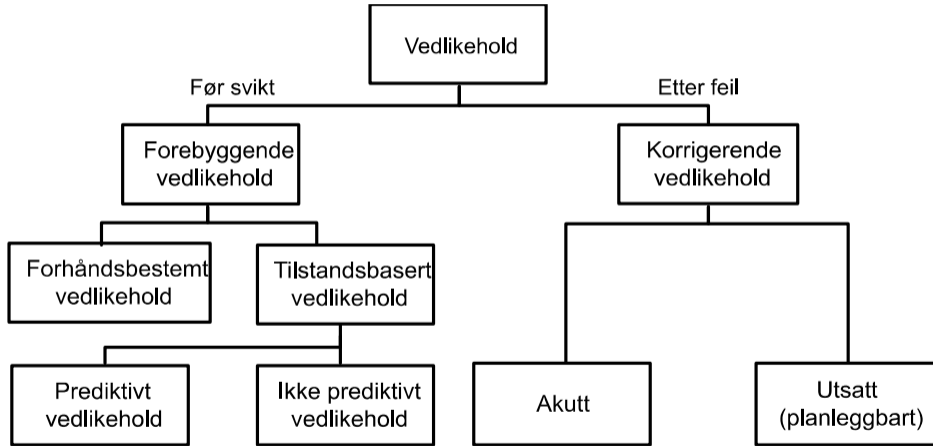 Vedlikehold
Før svikt
Etter feil
Forebyggende
vedlikehold
Korrigerende
vedlikehold
Forhåndsbestemt
vedlikehold
Tilstandsbasert
vedlikehold
Prediktivt
vedlikehold
Ikke prediktivt
vedlikehold
Akutt
Utsatt
(planleggbart)